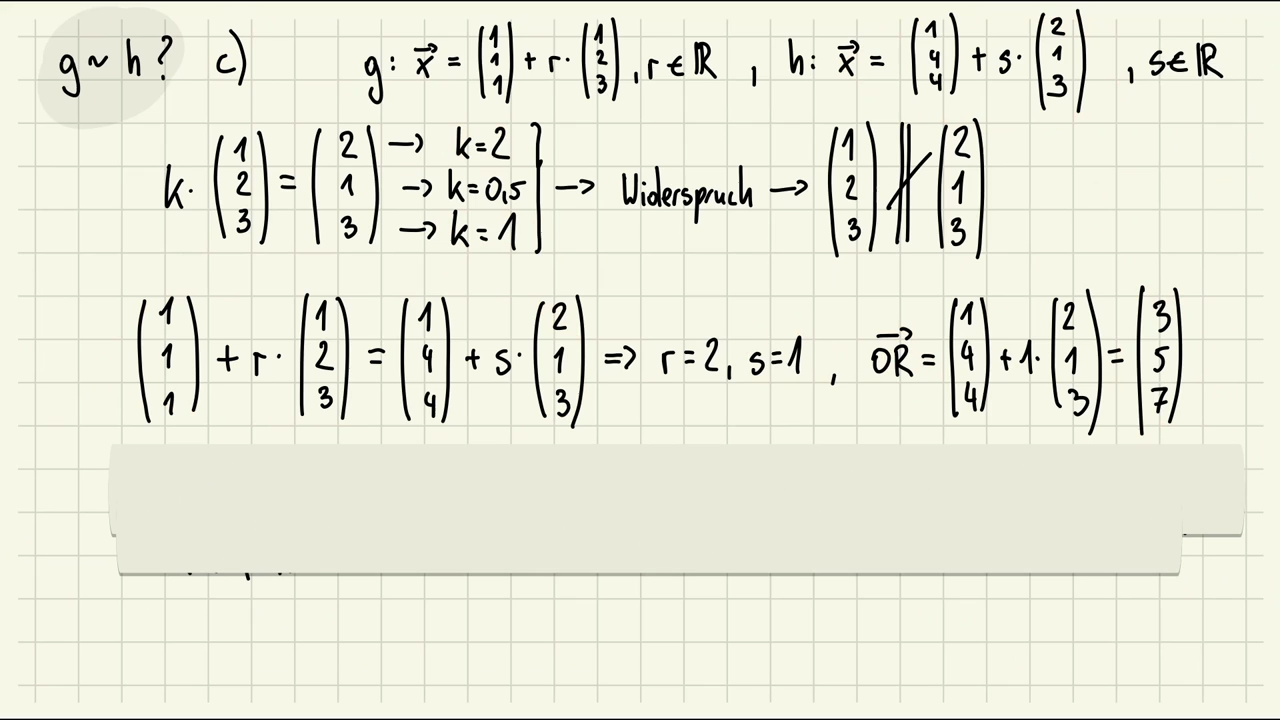 g ~ h ? c) g: x⃗ = (1 1 1) + r · (1 2 3) , r ∈ ℝ , h: x⃗ = (1 4 4) + s · (2 1 3) , s ∈ ℝ
k · (1 2 3) = (2 1 3) → k = 2 → k = 0,5 → k = 1 ] → Widerspruch → (1 2 3) ∦ (2 1 3)
(1 1 1) + r · (1 2 3) = (1 4 4) + s · (2 1 3) ⇒ r = 2, s = 1 , O⃗R⃗ = (1 4 4) + 1 · (2 1 3) = (3 5 7)